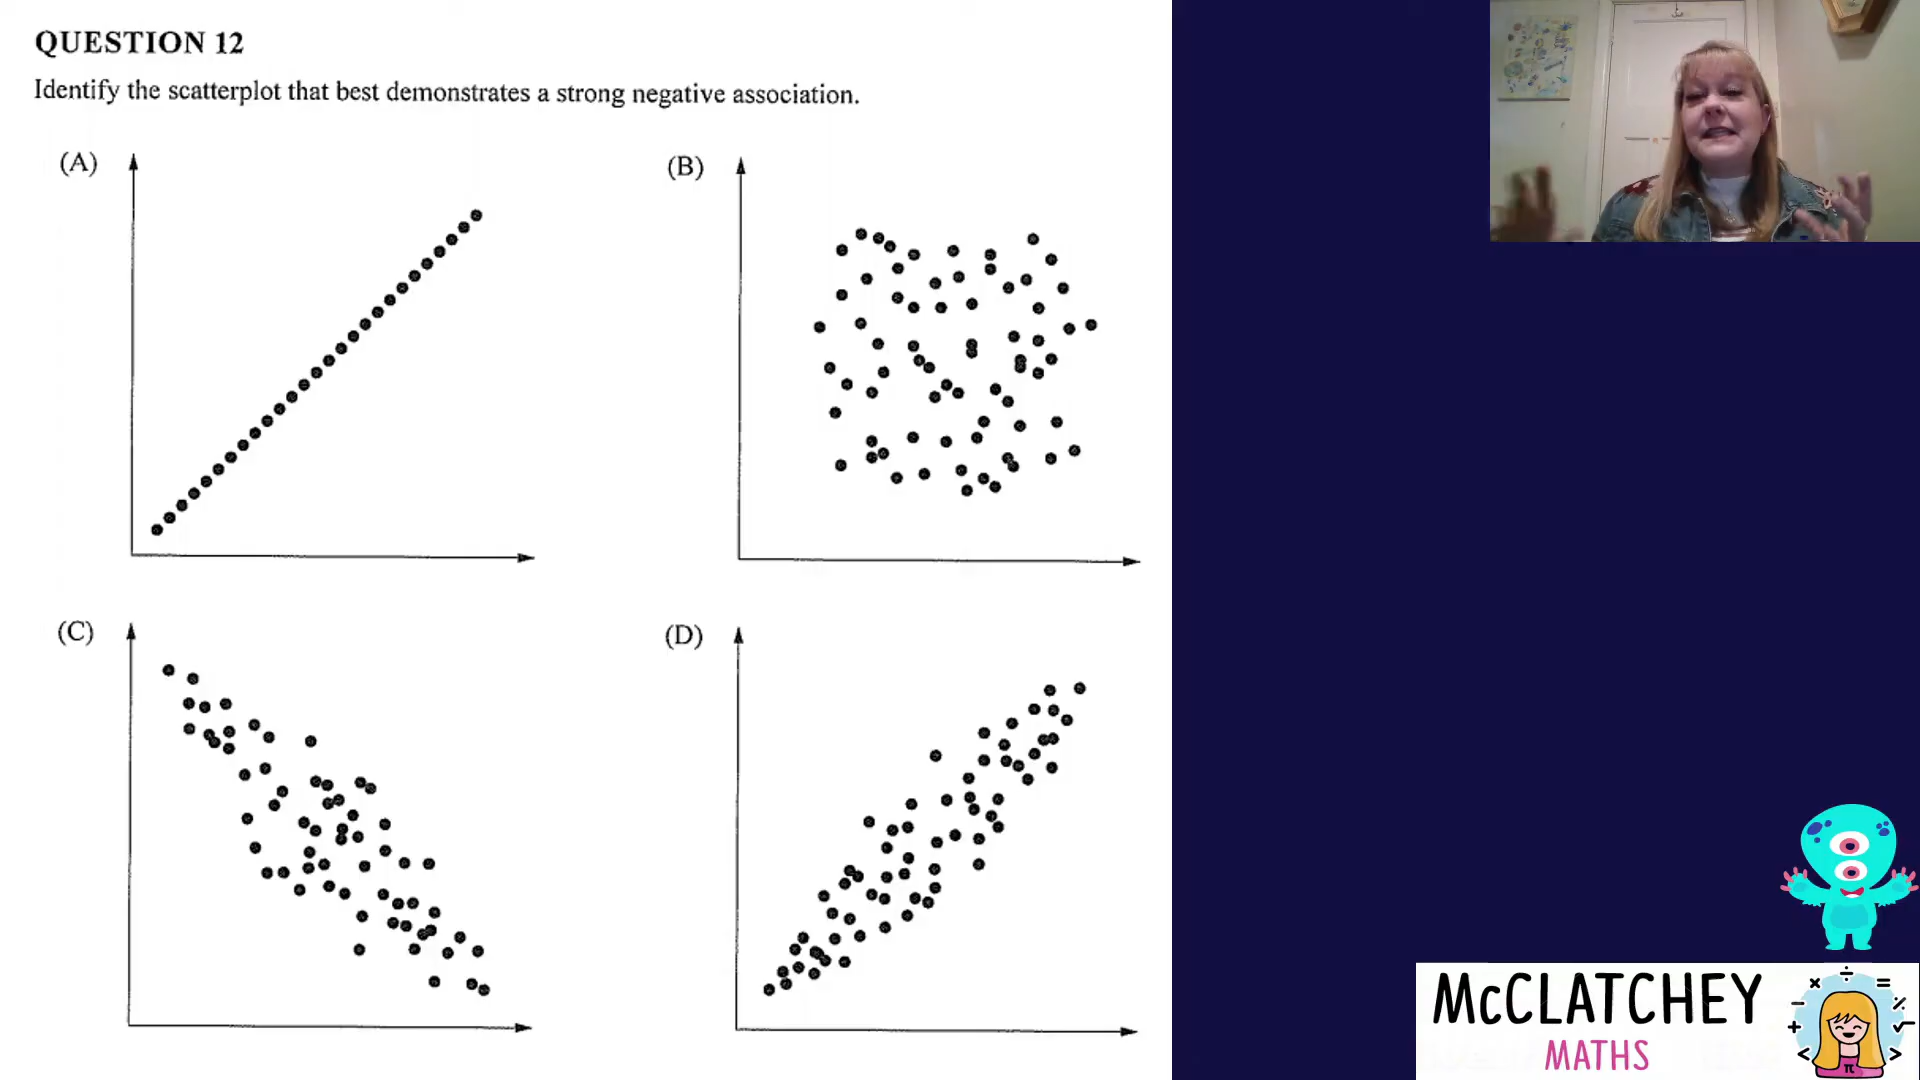 QUESTION 12
Identify the scatterplot that best demonstrates a strong negative association.
(A)
(B)
(C)
(D)
McCLATCHEY
MATHS